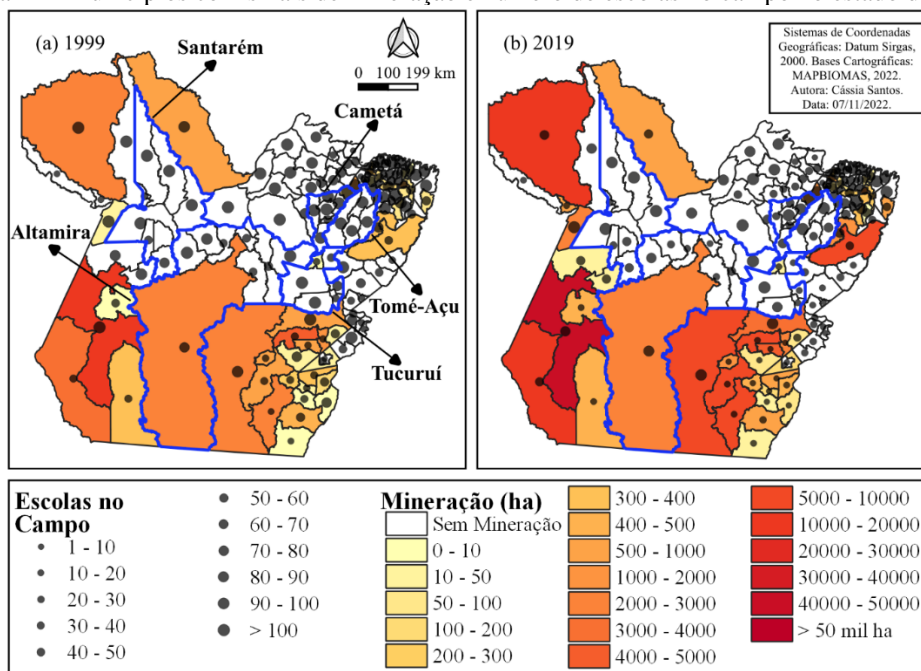 (a) 1999
Santarém
0 100 199 km
Cametá
Altamira
Tomé-Açu
Tucuruí
(b) 2019
Sistemas de Coordenadas
Geográficas: Datum Sirgas,
2000. Bases Cartográficas:
MAPBIOMAS, 2022.
Autora: Cássia Santos.
Data: 07/11/2022.
Escolas no
Campo
1 - 10
10 - 20
20 - 30
30 - 40
40 - 50
50 - 60
60 - 70
70 - 80
80 - 90
90 - 100
> 100
Mineração (ha)
Sem Mineração
0 - 10
10 - 50
50 - 100
100 - 200
200 - 300
300 - 400
400 - 500
500 - 1000
1000 - 2000
2000 - 3000
3000 - 4000
4000 - 5000
5000 - 10000
10000 - 20000
20000 - 30000
30000 - 40000
40000 - 50000
> 50 mil ha